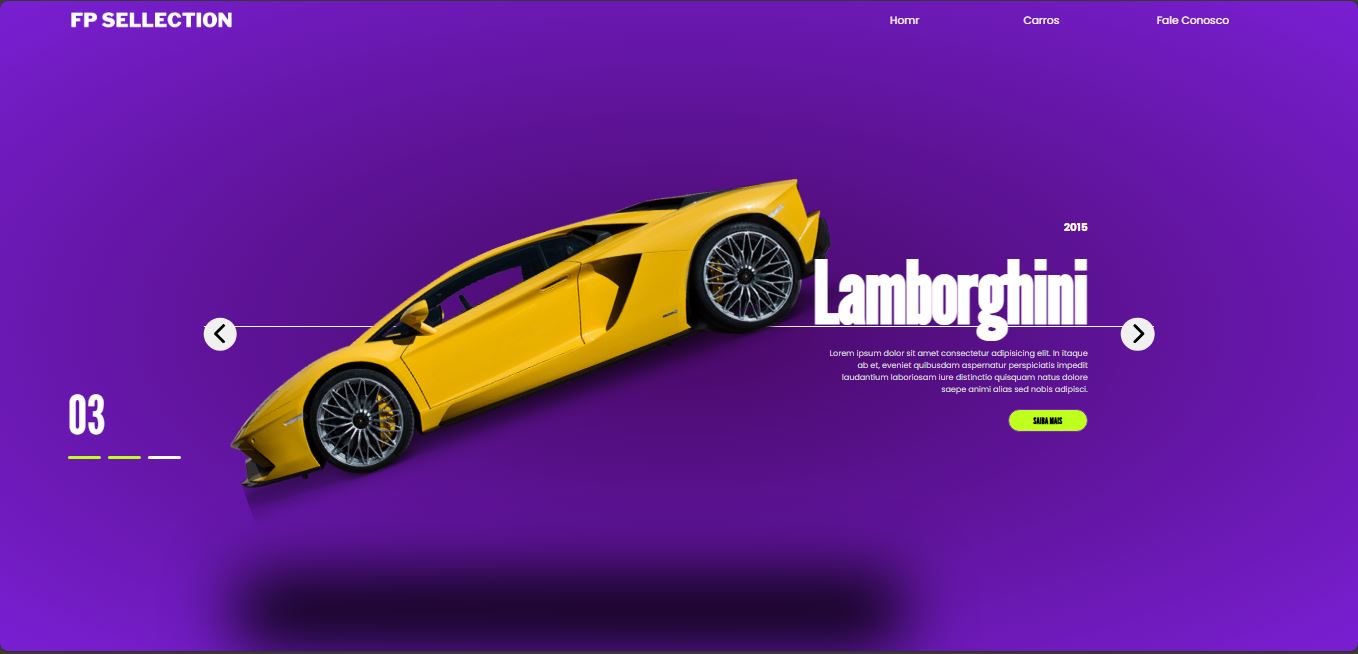 FP SELLECTION
Homr
Carros
Fale Conosco
2015
Lamborghini
Lorem ipsum dolor sit amet consectetur adipisicing elit. In itaque
ab et, eveniet quibusdam aspernatur perspiciatis impedit
laudantium laboriosam iure distinctio quisquam natus dolore
saepe animi alias sed nobis adipisci.
SAIBA MAIS
03